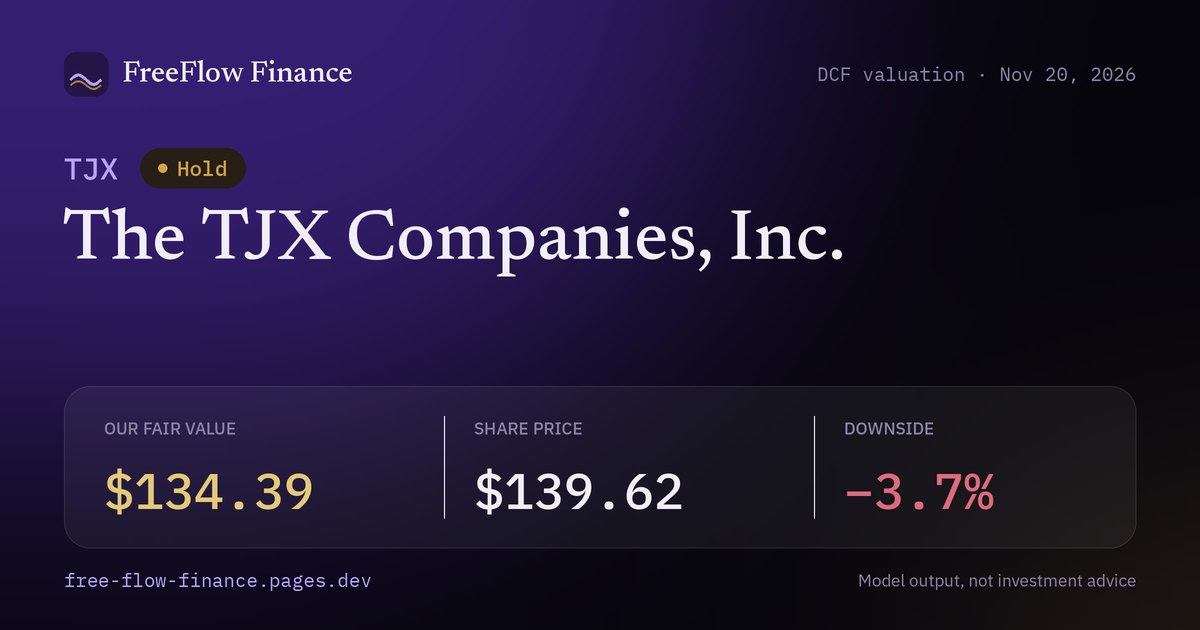 FreeFlow Finance
DCF valuation · Nov 20, 2026
TJX
Hold
The TJX Companies, Inc.
OUR FAIR VALUE
$134.39
SHARE PRICE
$139.62
DOWNSIDE
−3.7%
free-flow-finance.pages.dev
Model output, not investment advice